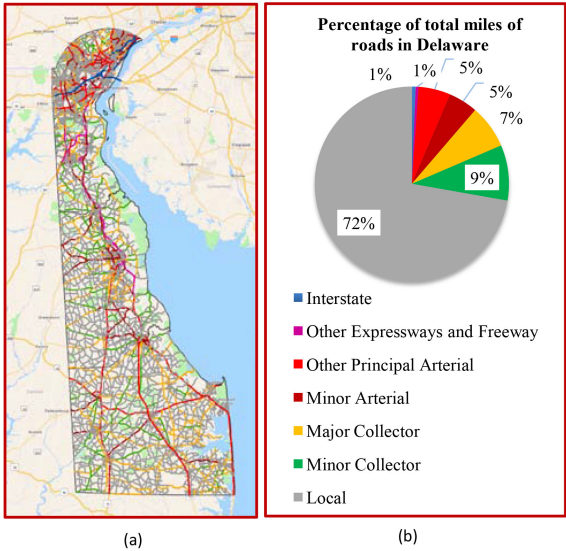 Percentage of total miles of
roads in Delaware
1%
1%
5%
5%
7%
9%
72%
Interstate
Other Expressways and Freeway
Other Principal Arterial
Minor Arterial
Major Collector
Minor Collector
Local
(a)
(b)